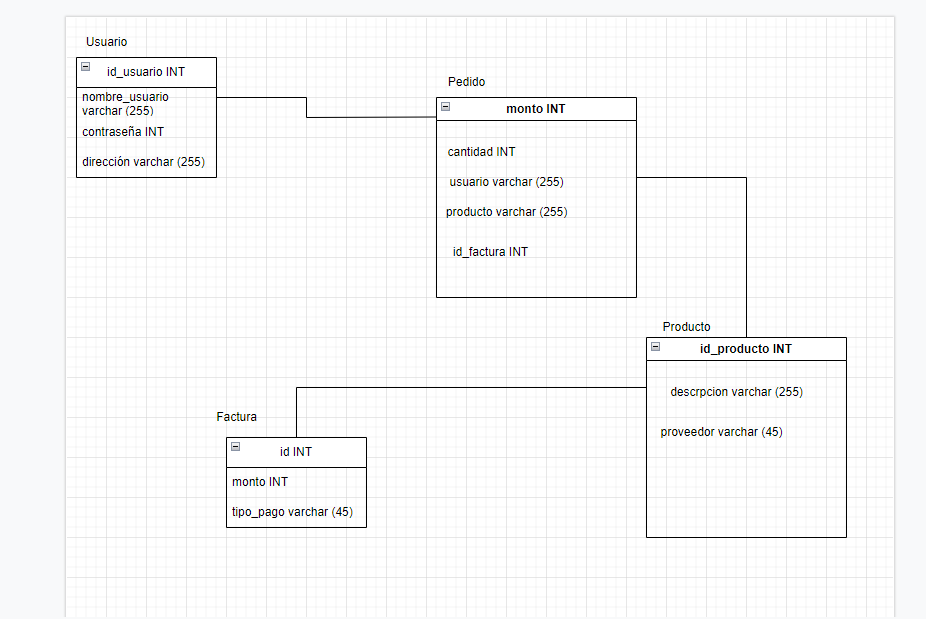 Usuario
id_usuario INT
nombre_usuario
varchar (255)
contraseña INT
dirección varchar (255)
Pedido
monto INT
cantidad INT
usuario varchar (255)
producto varchar (255)
id_factura INT
Producto
id_producto INT
descrpcion varchar (255)
proveedor varchar (45)
Factura
id INT
monto INT
tipo_pago varchar (45)